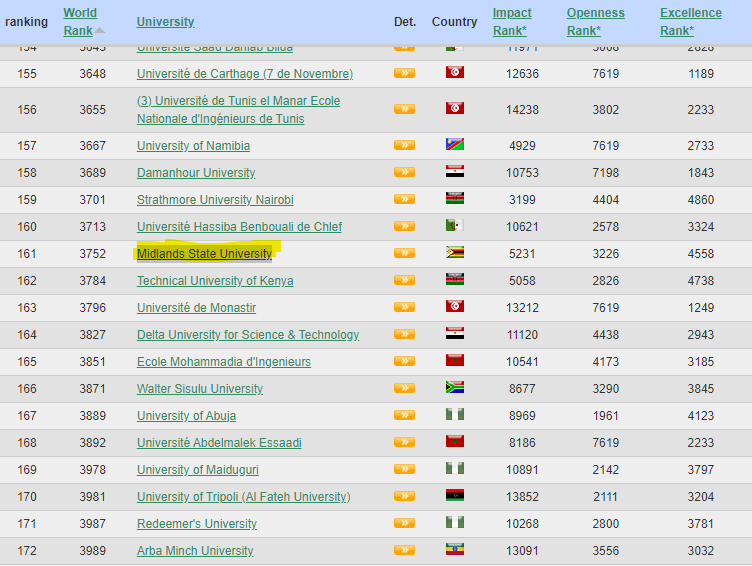 ranking World Rank University Det. Country Impact Rank* Openness Rank* Excellence Rank*
154 3645 Université Saad Dahlab Blida 11971 5008 2828
155 3648 Université de Carthage (7 de Novembre) 12636 7619 1189
156 3655 (3) Université de Tunis el Manar Ecole Nationale d'Ingénieurs de Tunis 14238 3802 2233
157 3667 University of Namibia 4929 7619 2733
158 3689 Damanhour University 10753 7198 1843
159 3701 Strathmore University Nairobi 3199 4404 4860
160 3713 Université Hassiba Benbouali de Chlef 10621 2578 3324
161 3752 Midlands State University 5231 3226 4558
162 3784 Technical University of Kenya 5058 2826 4738
163 3796 Université de Monastir 13212 7619 1249
164 3827 Delta University for Science & Technology 11120 4438 2943
165 3851 Ecole Mohammadia d'Ingenieurs 10541 4173 3185
166 3871 Walter Sisulu University 8677 3290 3845
167 3889 University of Abuja 8969 1961 4123
168 3892 Université Abdelmalek Essaadi 8186 7619 2233
169 3978 University of Maiduguri 10891 2142 3797
170 3981 University of Tripoli (Al Fateh University) 13852 2111 3204
171 3987 Redeemer's University 10268 2800 3781
172 3989 Arba Minch University 13091 3556 3032